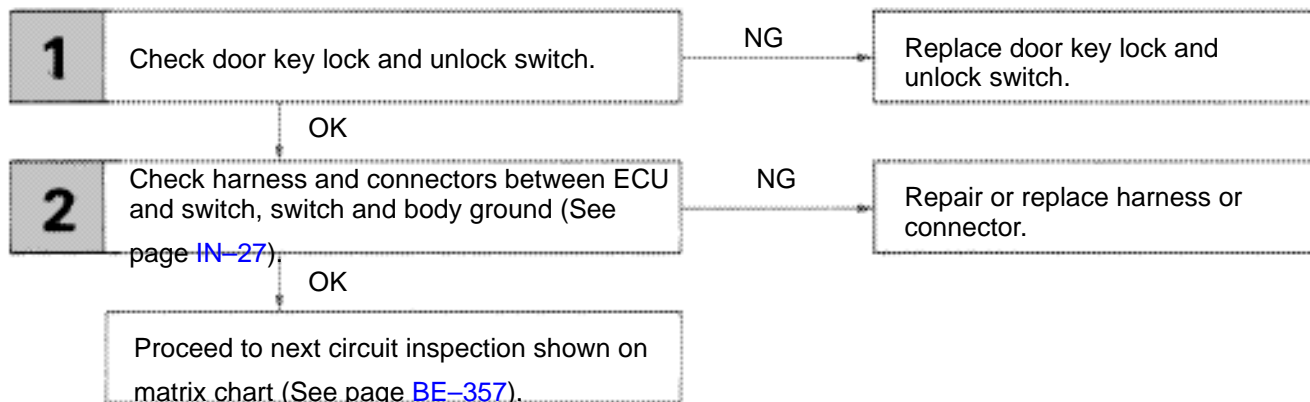 1
Check door key lock and unlock switch.
NG
Replace door key lock and
unlock switch.
OK
2
Check harness and connectors between ECU
and switch, switch and body ground (See
page IN–27).
NG
Repair or replace harness or
connector.
OK
Proceed to next circuit inspection shown on
matrix chart (See page BE–357).